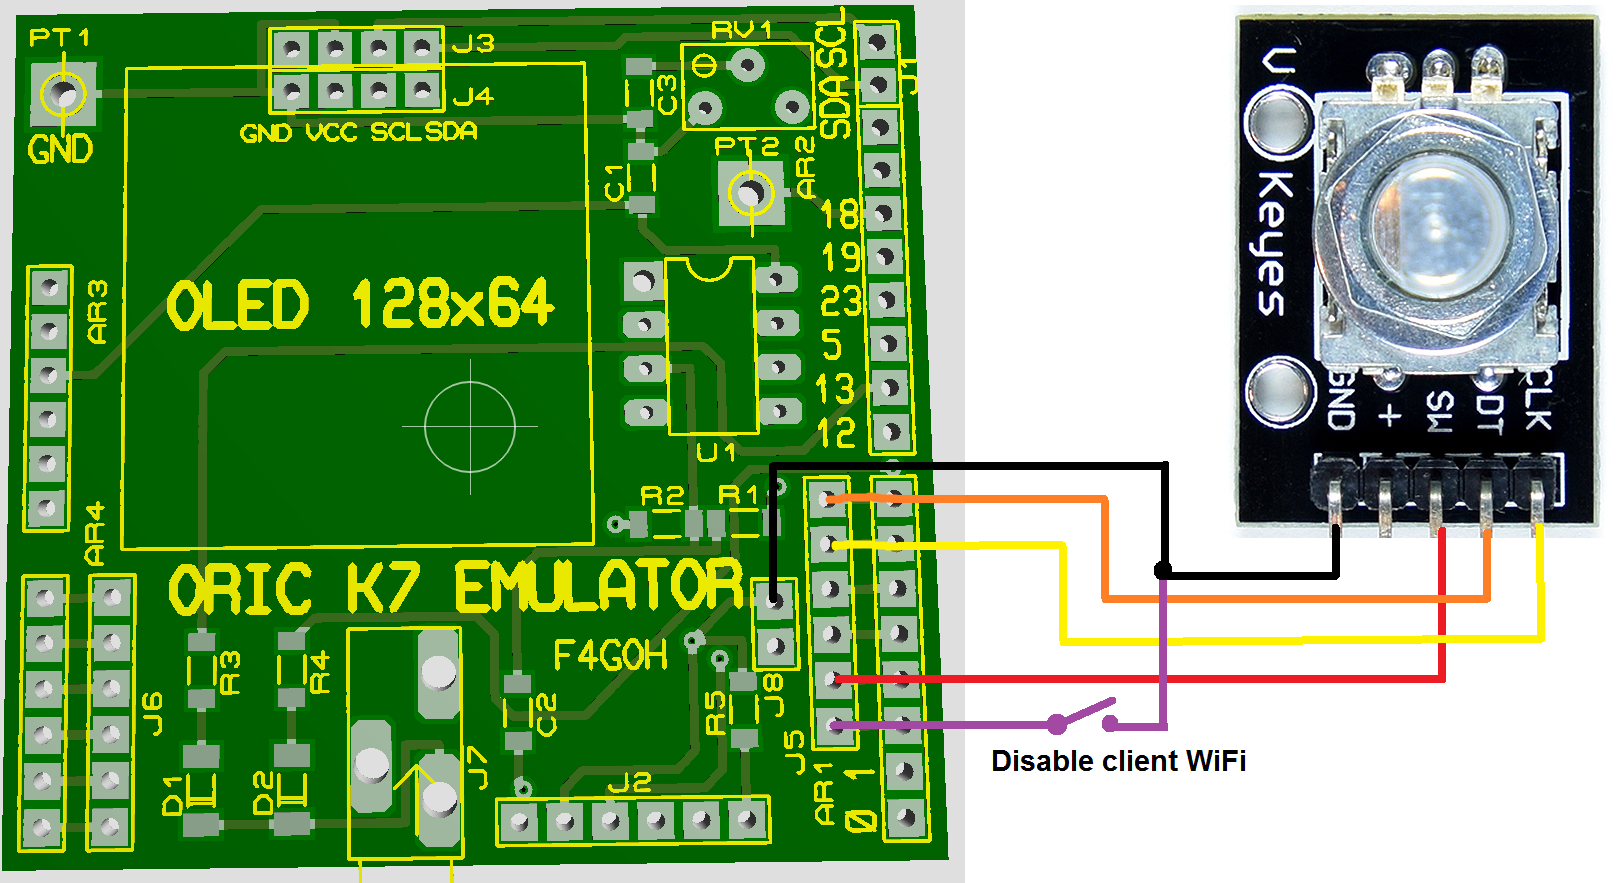 PT1
GND
J3
J4
GND VCC SCL SDA
RV1
C3
SDA SCL
J1
PT2
AR2
C1
18
19
23
5
13
12
AR3
OLED 128x64
C1
R2
R1
AR4
ORIC K7 EMULATOR
F4GOH
R3
R4
J6
C2
R5
J8
D1
D2
J7
J2
J5
AR1
1
0
V
Keyes
GND
+
SW
DT
CLK
Disable client WiFi